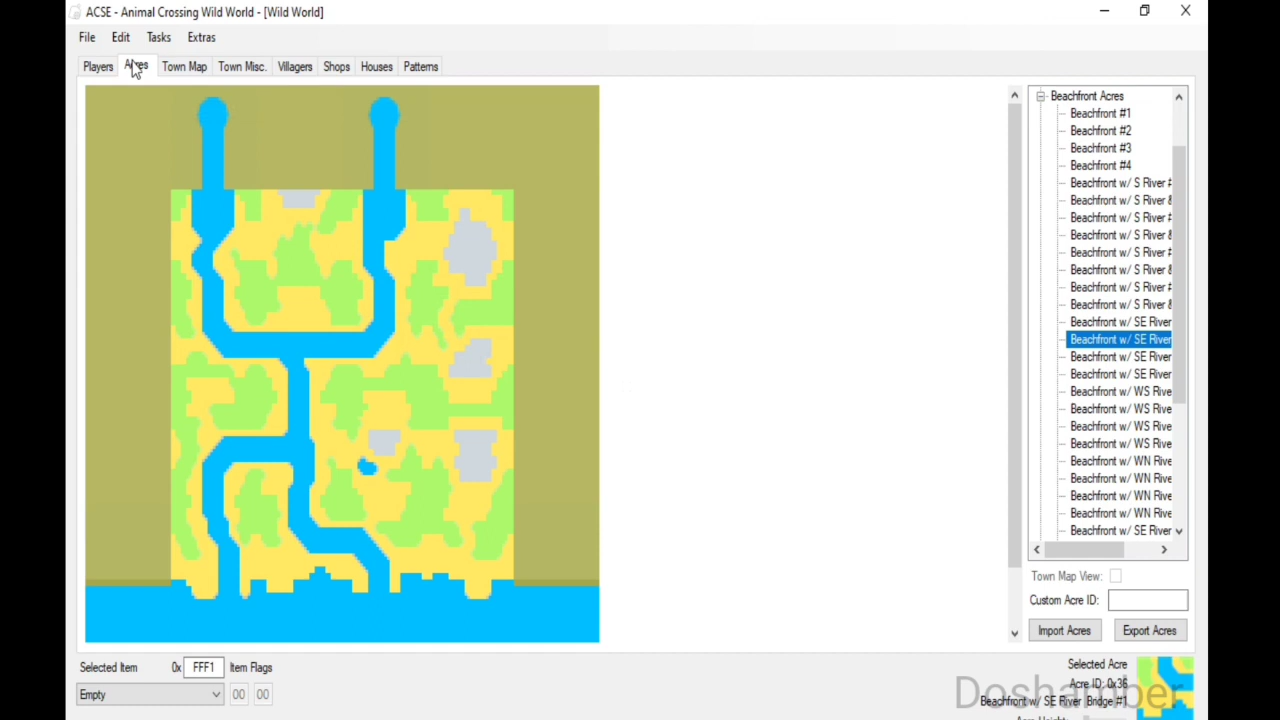 ACSE - Animal Crossing Wild World - [Wild World]
File Edit Tasks Extras
Players Acres Town Map Town Misc. Villagers Shops Houses Patterns
Beachfront Acres
Beachfront #1
Beachfront #2
Beachfront #3
Beachfront #4
Beachfront w/ S River #
Beachfront w/ S River &
Beachfront w/ S River #
Beachfront w/ S River &
Beachfront w/ S River #
Beachfront w/ S River &
Beachfront w/ S River #
Beachfront w/ S River &
Beachfront w/ SE River
Beachfront w/ SE River
Beachfront w/ SE River
Beachfront w/ SE River
Beachfront w/ WS Rive
Beachfront w/ WS Rive
Beachfront w/ WS Rive
Beachfront w/ WS Rive
Beachfront w/ WN Rive
Beachfront w/ WN Rive
Beachfront w/ WN Rive
Beachfront w/ WN Rive
Beachfront w/ SE River
Town Map View:
Custom Acre ID:
Import Acres Export Acres
Selected Item 0x FFF1 Item Flags
Empty 00 00
Selected Acre
Acre ID: 0x36
Beachfront w/ SE River Bridge #1
Acre Height:
Doshamber